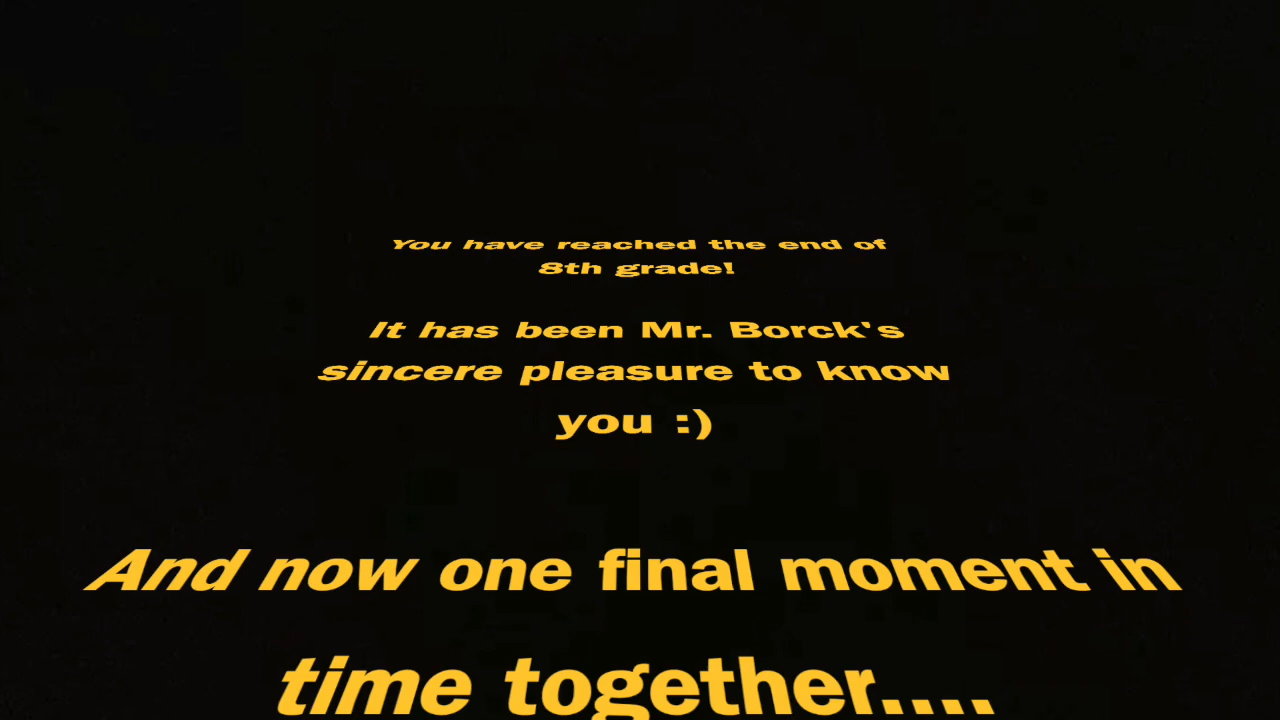 You have reached the end of
8th grade!
It has been Mr. Borck's
sincere pleasure to know
you :)
And now one final moment in
time together....